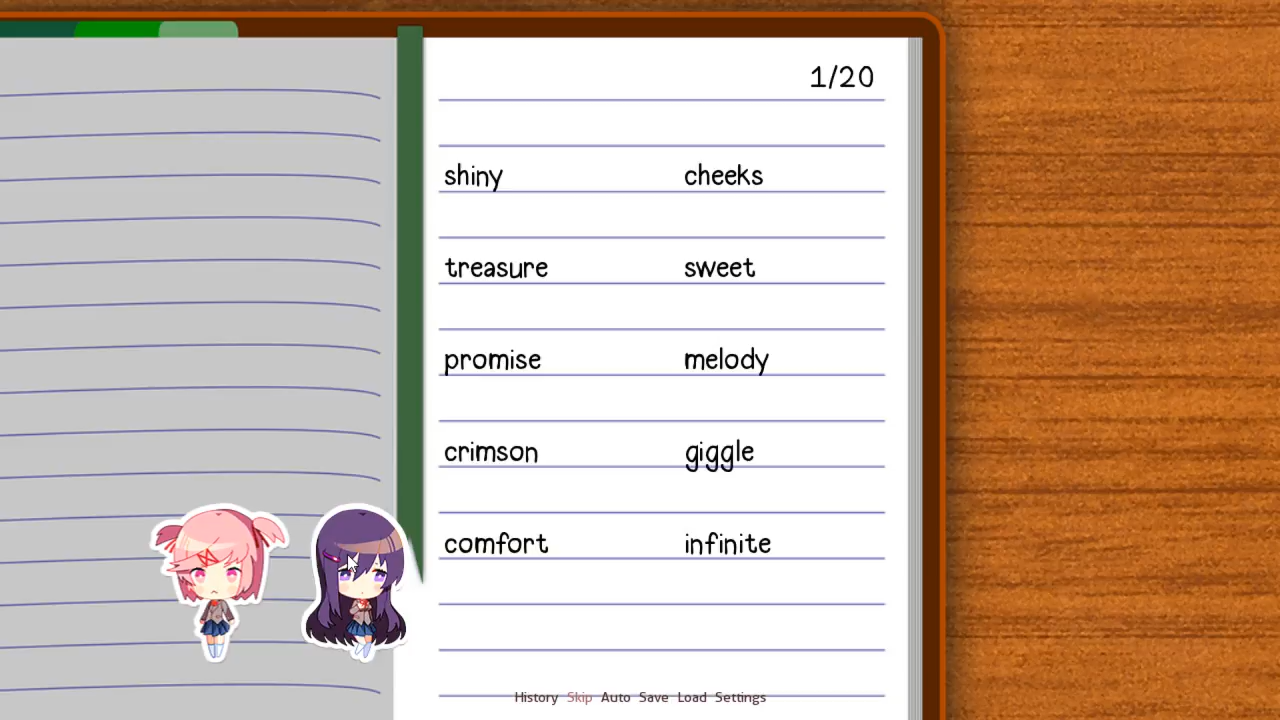 1/20
shiny cheeks
treasure sweet
promise melody
crimson giggle
comfort infinite
History Skip Auto Save Load Settings